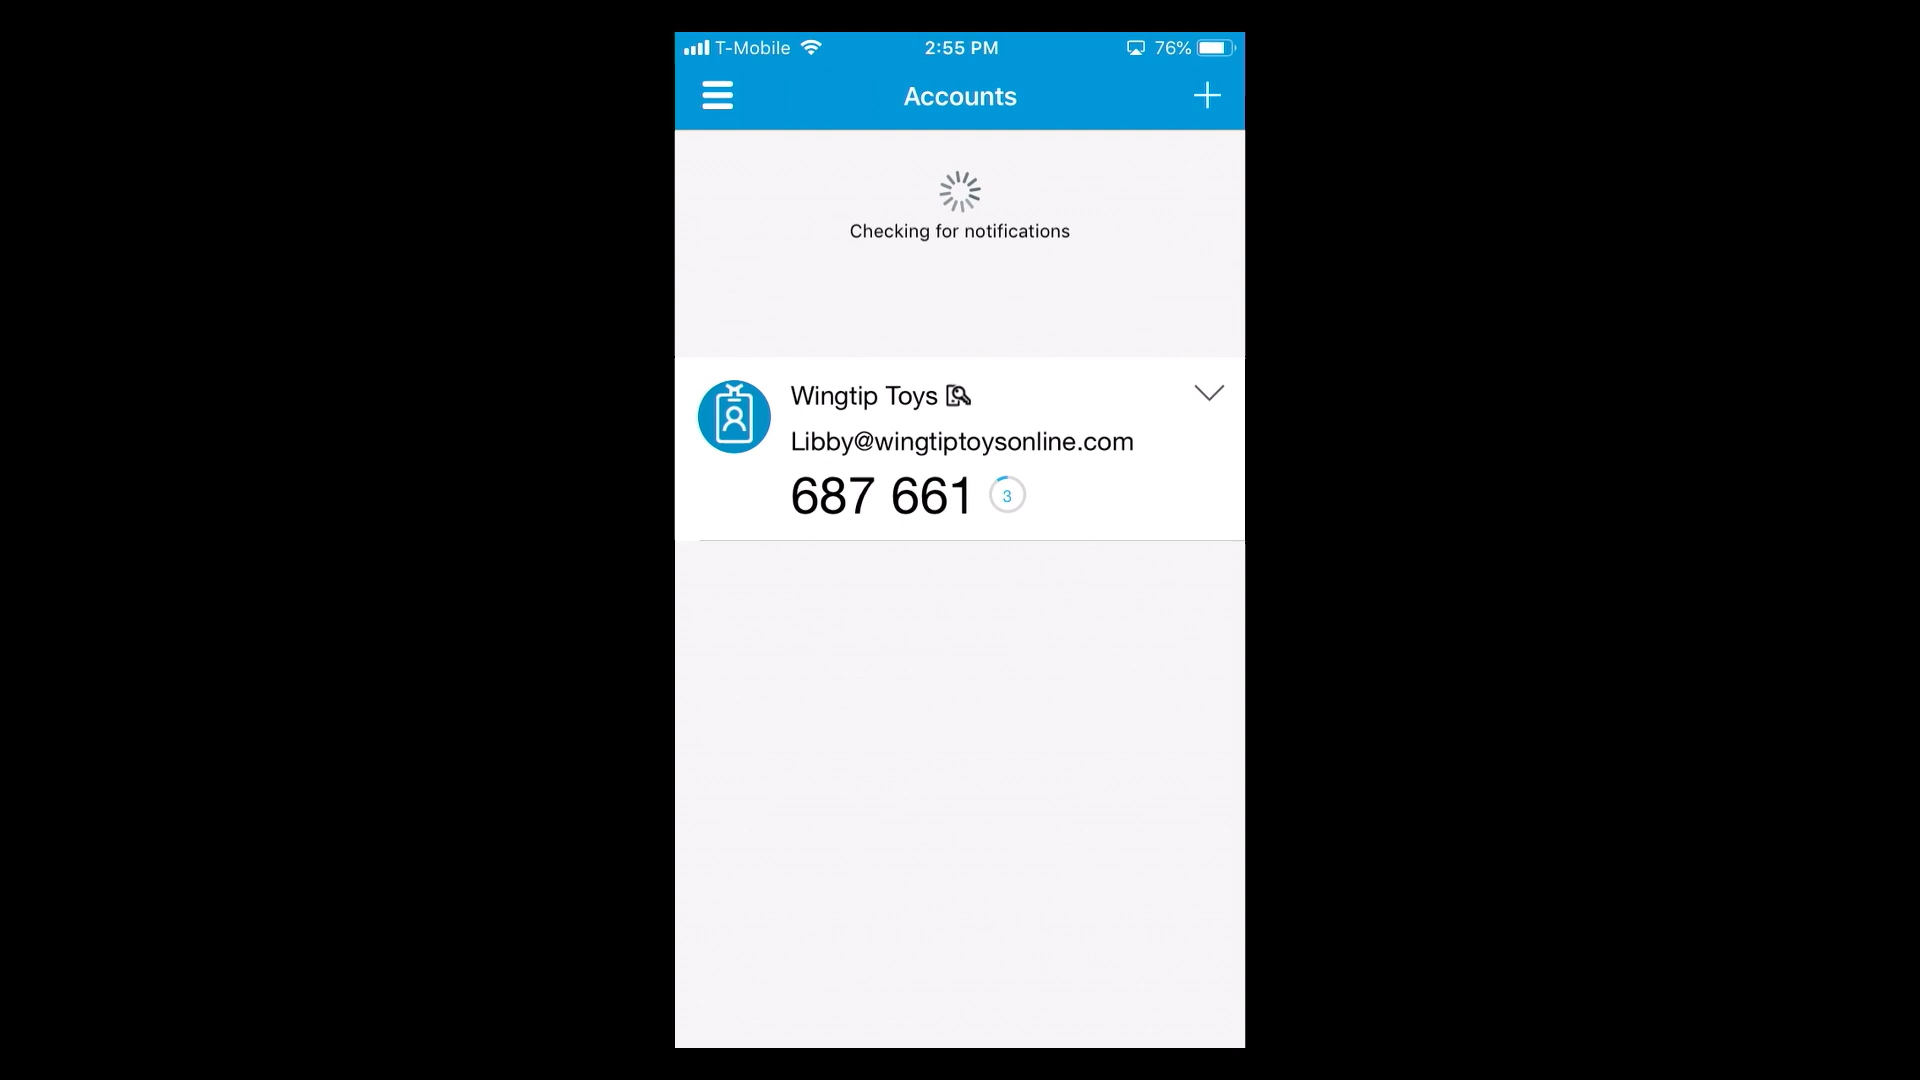 T-Mobile 2:55 PM 76%
Accounts
Checking for notifications
Wingtip Toys
Libby@wingtiptoysonline.com
687 661 3